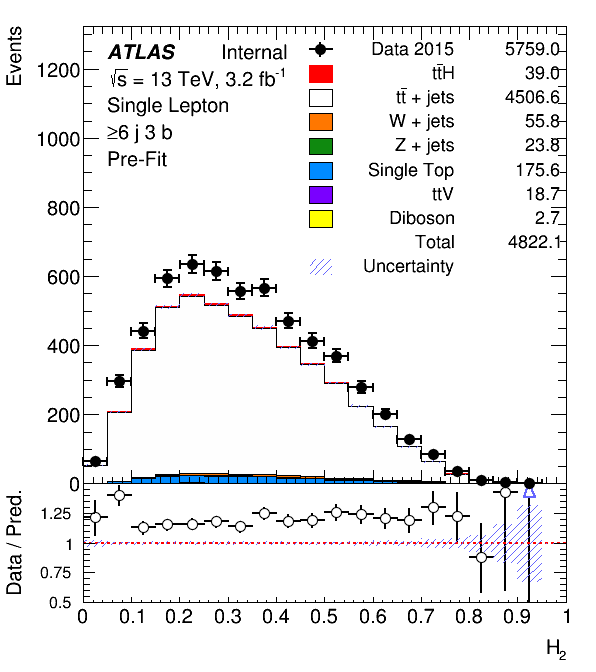 Events
1200
1000
800
600
400
200
0
ATLAS Internal
√s = 13 TeV, 3.2 fb⁻¹
Single Lepton
≥6 j 3 b
Pre-Fit
Data 2015 5759.0
tt̄H 39.0
tt̄ + jets 4506.6
W + jets 55.8
Z + jets 23.8
Single Top 175.6
ttV 18.7
Diboson 2.7
Total 4822.1
Uncertainty
Data / Pred.
1.25
1
0.75
0.5
0 0.1 0.2 0.3 0.4 0.5 0.6 0.7 0.8 0.9 1
H₂